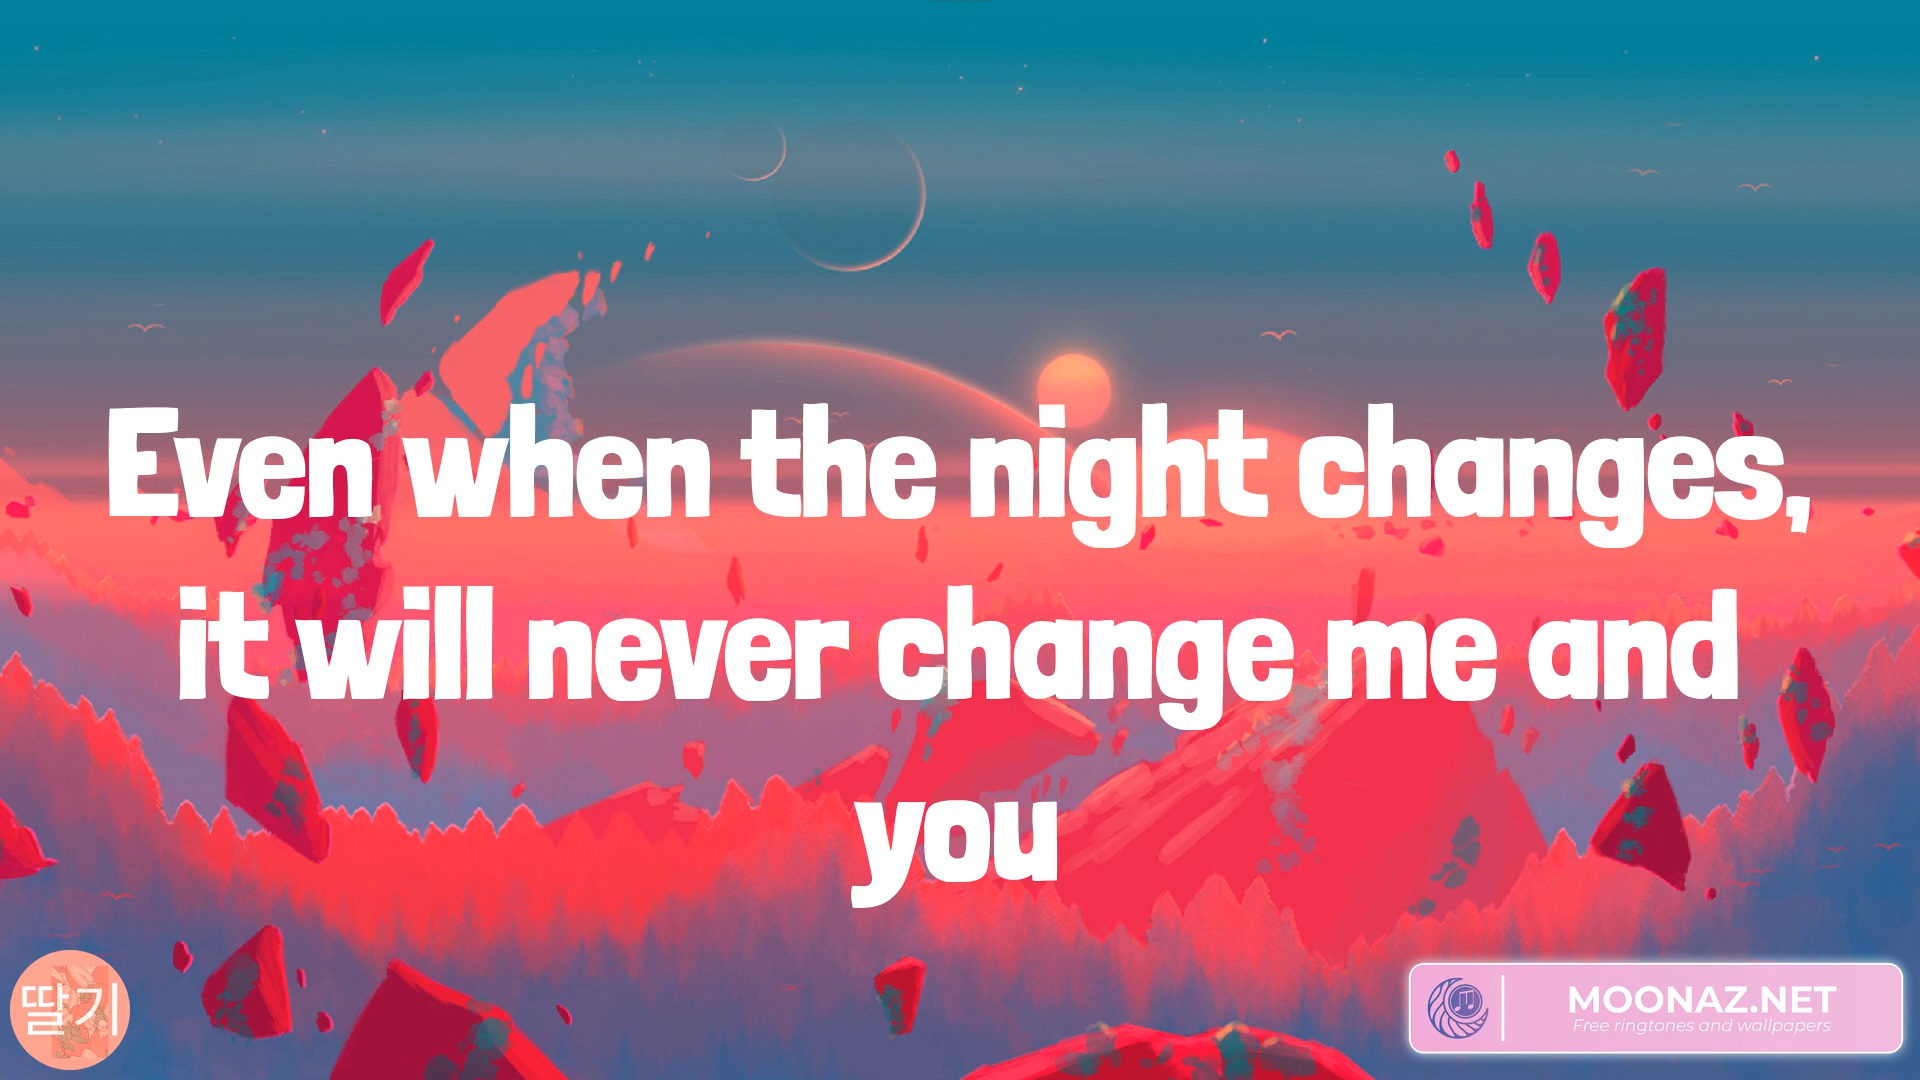 Even when the night changes,
it will never change me and
you
딸기
MOONAZ.NET
Free ringtones and wallpapers